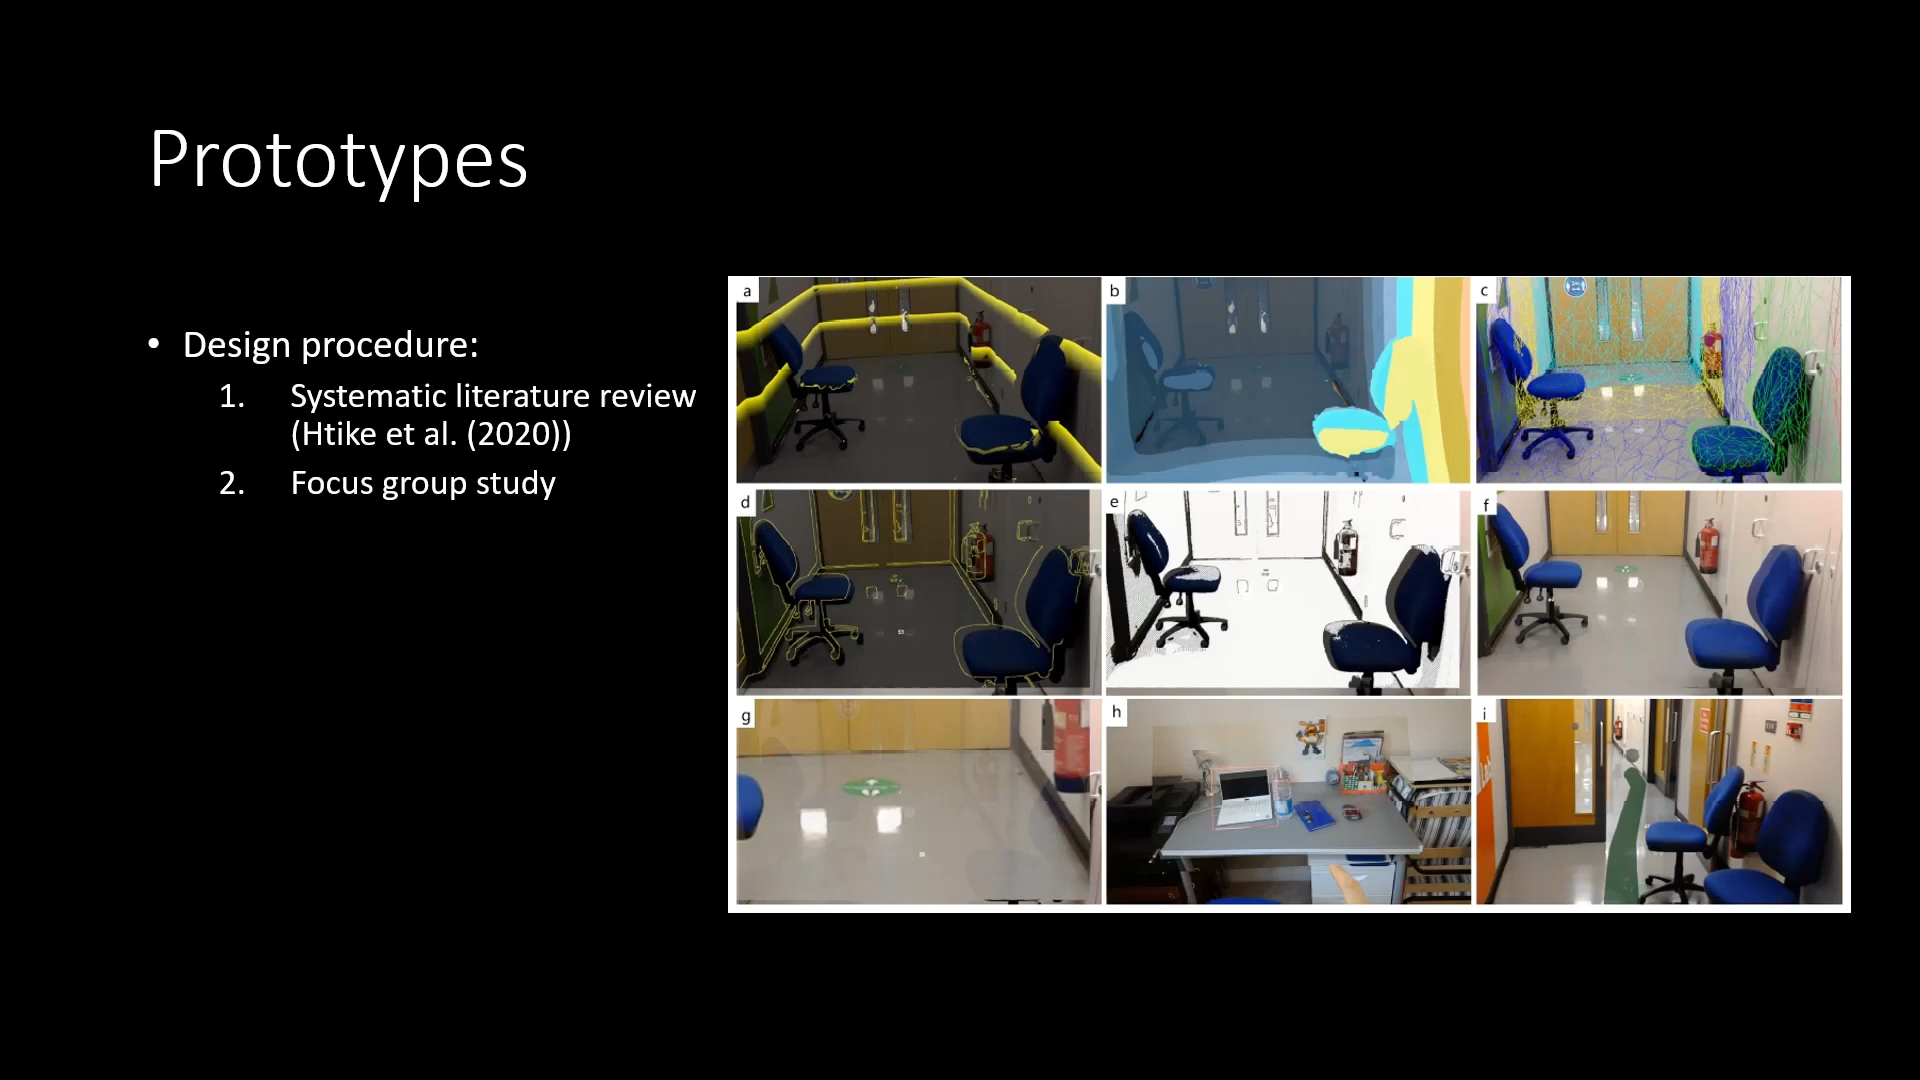 Prototypes
• Design procedure:
1. Systematic literature review
(Htike et al. (2020))
2. Focus group study
a
b
c
d
e
f
g
h
i